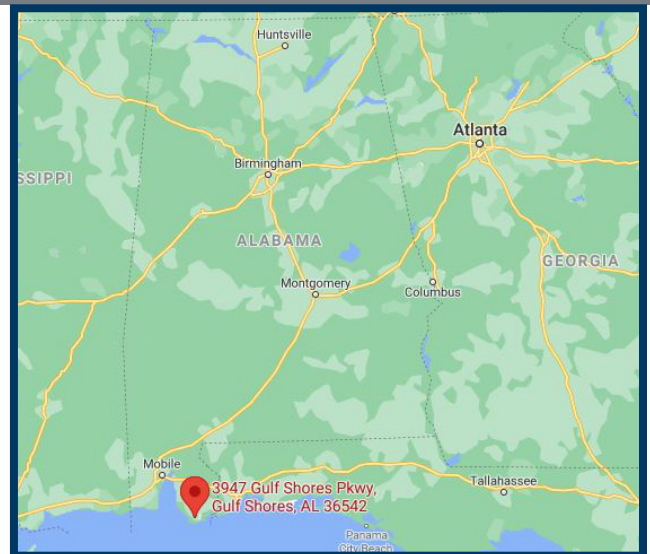 Huntsville
Atlanta
SSIPPI
Birmingham
ALABAMA
GEORGIA
Montgomery
Columbus
Mobile
3947 Gulf Shores Pkwy,
Gulf Shores, AL 36542
Tallahassee
Panama
City Beach